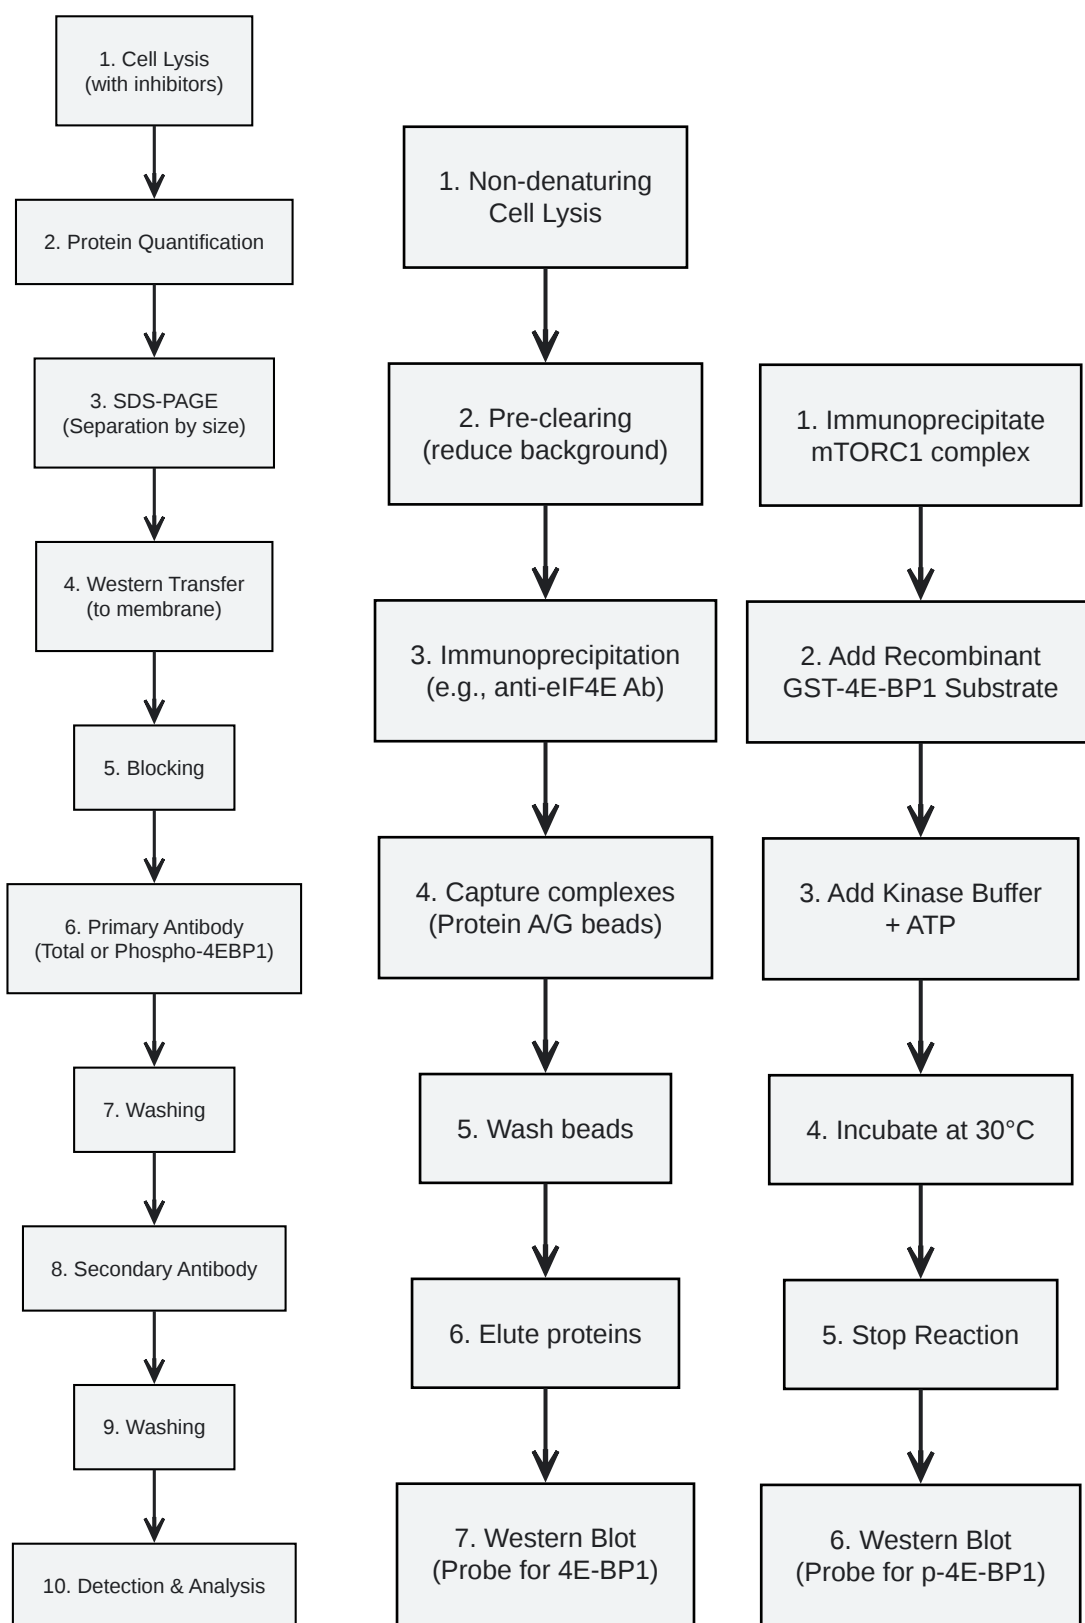 1. Cell Lysis
(with inhibitors)
2. Protein Quantification
3. SDS-PAGE
(Separation by size)
4. Western Transfer
(to membrane)
5. Blocking
6. Primary Antibody
(Total or Phospho-4EBP1)
7. Washing
8. Secondary Antibody
9. Washing
10. Detection & Analysis
1. Non-denaturing
Cell Lysis
2. Pre-clearing
(reduce background)
3. Immunoprecipitation
(e.g., anti-eIF4E Ab)
4. Capture complexes
(Protein A/G beads)
5. Wash beads
6. Elute proteins
7. Western Blot
(Probe for 4E-BP1)
1. Immunoprecipitate
mTORC1 complex
2. Add Recombinant
GST-4E-BP1 Substrate
3. Add Kinase Buffer
+ ATP
4. Incubate at 30°C
5. Stop Reaction
6. Western Blot
(Probe for p-4E-BP1)